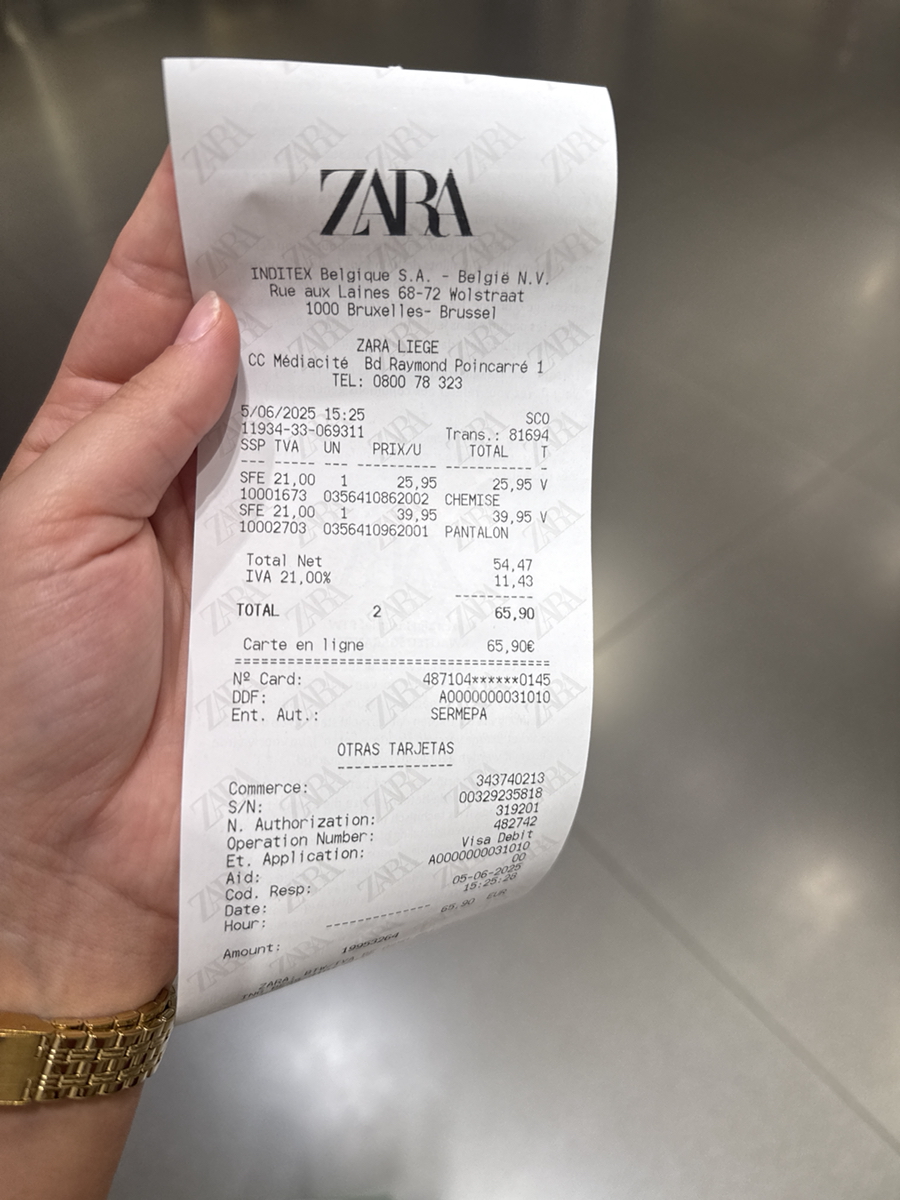 ZARA
INDITEX Belgique S.A. - België N.V.
Rue aux Laines 68-72 Wolstraat
1000 Bruxelles- Brussel
ZARA LIEGE
CC Médiacité Bd Raymond Poincarré 1
TEL: 0800 78 323
5/06/2025 15:25 SCO
11934-33-069311 Trans.: 81694
SSP TVA UN PRIX/U TOTAL T
SFE 21,00 1 25,95 25,95 V
10001673 0356410862002 CHEMISE
SFE 21,00 1 39,95 39,95 V
10002703 0356410962001 PANTALON
Total Net 54,47
IVA 21,00% 11,43
TOTAL 2 65,90
Carte en ligne 65,90€
Nº Card: 487104******0145
DDF: A0000000031010
Ent. Aut.: SERMEPA
OTRAS TARJETAS
Commerce: 343740213
S/N: 00329235818
N. Authorization: 319201
Operation Number: 482742
Et. Application: Visa Debit
Aid: A0000000031010
Cod. Resp: 00
Date: 05-06-2025
Hour: 15:25:28
Amount: 65,90 EUR
19953264
ZARA: